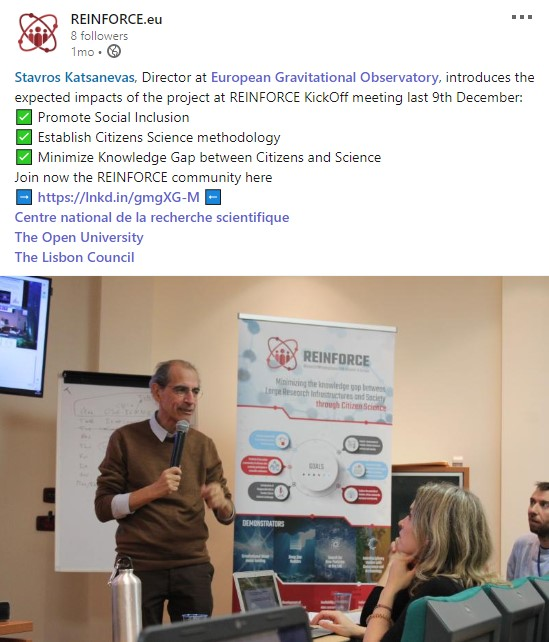 REINFORCE.eu
8 followers
1mo •
Stavros Katsanevas, Director at European Gravitational Observatory, introduces the
expected impacts of the project at REINFORCE KickOff meeting last 9th December:
✅ Promote Social Inclusion
✅ Establish Citizens Science methodology
✅ Minimize Knowledge Gap between Citizens and Science
Join now the REINFORCE community here
➡ https://lnkd.in/gmgXG-M ⬅
Centre national de la recherche scientifique
The Open University
The Lisbon Council
REINFORCE
Minimizing the knowledge gap between
Large Research Infrastructures and Society
through Citizen Science
GOALS
DEMONSTRATORS